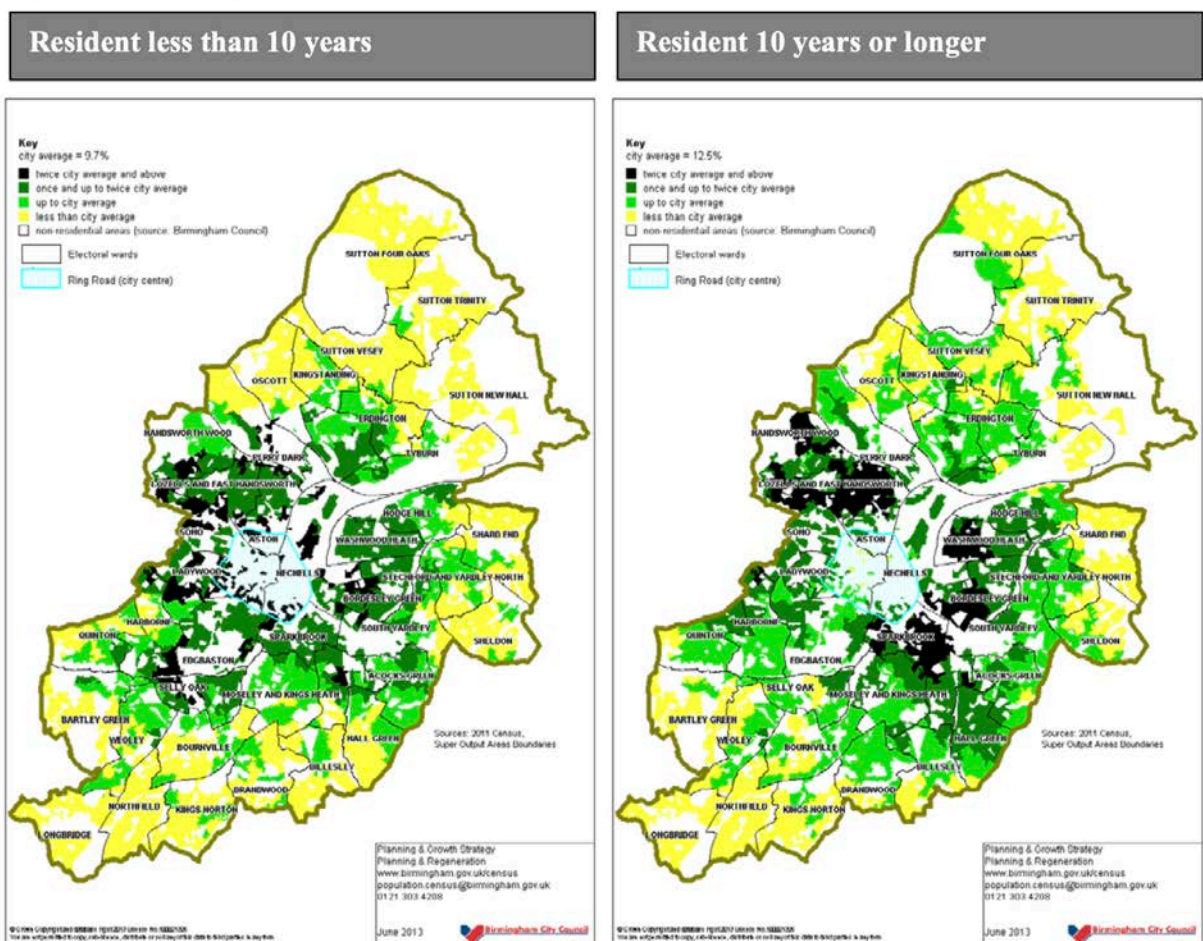 Resident less than 10 years
Resident 10 years or longer
Key
city average = 9.7%
twice city average and above
once and up to twice city average
up to city average
less than city average
non-residential areas (source: Birmingham Council)
Electoral wards
Ring Road (city centre)
SUTTON FOUR OAKS
SUTTON TRINITY
SUTTON VESEY
KINGSTANDING
OSCOTT
SUTTON NEW HALL
ERDINGTON
HANDSWORTH WOOD
TYBURN
PERRY BARR
LOZELLS AND EAST HANDSWORTH
HODGE HILL
SOHO
ASTON
WASHWOOD HEATH
SHARD END
LADYWOOD
NECHELLS
STECHFORD AND YARDLEY NORTH
BORDESLEY GREEN
HARBORNE
SOUTH YARDLEY
QUINTON
SPARKBROOK
SHELDON
EDGBASTON
ACOCKS GREEN
SELLY OAK
MOSELEY AND KINGS HEATH
BARTLEY GREEN
WEOLEY
BOURNVILLE
HALL GREEN
BILLESLEY
BRANDWOOD
NORTHFIELD
KINGS NORTON
LONGBRIDGE
Sources: 2011 Census,
Super Output Areas Boundaries
Planning & Growth Strategy
Planning & Regeneration
www.birmingham.gov.uk/census
population.census@birmingham.gov.uk
0121 303 4208
June 2013
Birmingham City Council
Key
city average = 12.5%
twice city average and above
once and up to twice city average
up to city average
less than city average
non-residential areas (source: Birmingham Council)
Electoral wards
Ring Road (city centre)
SUTTON FOUR OAKS
SUTTON TRINITY
SUTTON VESEY
KINGSTANDING
OSCOTT
SUTTON NEW HALL
ERDINGTON
HANDSWORTH WOOD
TYBURN
PERRY BARR
LOZELLS AND EAST HANDSWORTH
HODGE HILL
SOHO
ASTON
WASHWOOD HEATH
SHARD END
LADYWOOD
NECHELLS
STECHFORD AND YARDLEY NORTH
BORDESLEY GREEN
HARBORNE
SOUTH YARDLEY
QUINTON
SPARKBROOK
SHELDON
EDGBASTON
ACOCKS GREEN
SELLY OAK
MOSELEY AND KINGS HEATH
BARTLEY GREEN
WEOLEY
BOURNVILLE
HALL GREEN
BILLESLEY
BRANDWOOD
NORTHFIELD
KINGS NORTON
LONGBRIDGE
Sources: 2011 Census,
Super Output Areas Boundaries
Planning & Growth Strategy
Planning & Regeneration
www.birmingham.gov.uk/census
population.census@birmingham.gov.uk
0121 303 4208
June 2013
Birmingham City Council